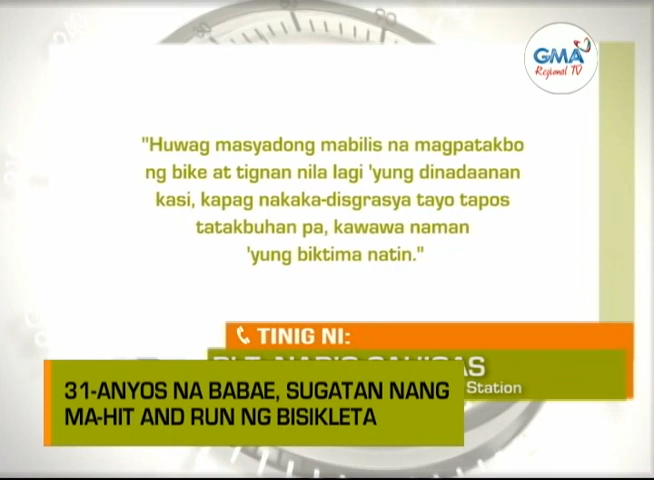 GMA
Regional TV
"Huwag masyadong mabilis na magpatakbo
ng bike at tignan nila lagi 'yung dinadaanan
kasi, kapag nakaka-disgrasya tayo tapos
tatakbuhan pa, kawawa naman
'yung biktima natin."
TINIG NI:
Station
31-ANYOS NA BABAE, SUGATAN NANG
MA-HIT AND RUN NG BISIKLETA